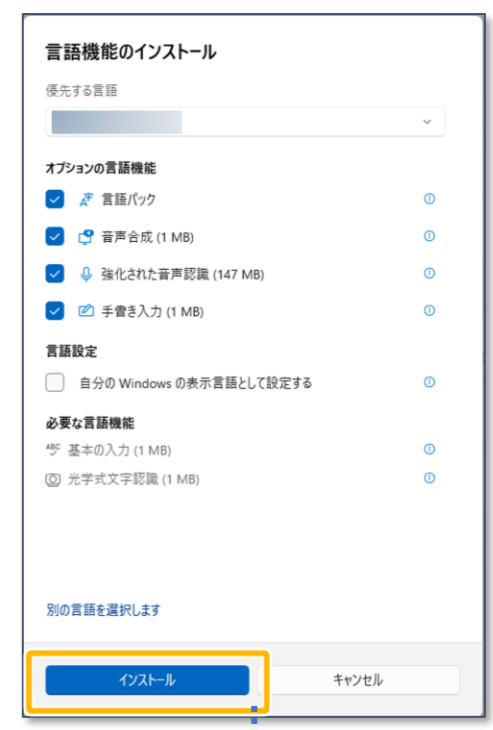 言語機能のインストール
優先する言語
オプションの言語機能
言語パック
音声合成 (1 MB)
強化された音声認識 (147 MB)
手書き入力 (1 MB)
言語設定
自分の Windows の表示言語として設定する
必要な言語機能
ABC 基本の入力 (1 MB)
光学式文字認識 (1 MB)
別の言語を選択します
インストール キャンセル